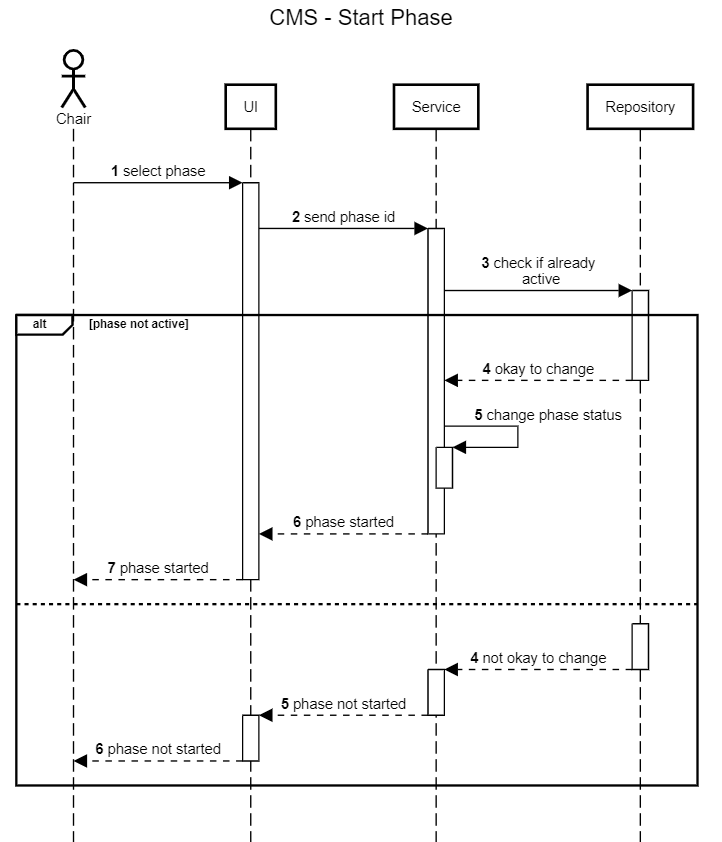 CMS - Start Phase
Chair
UI
Service
Repository
1 select phase
2 send phase id
3 check if already
active
alt
[phase not active]
4 okay to change
5 change phase status
6 phase started
7 phase started
4 not okay to change
5 phase not started
6 phase not started